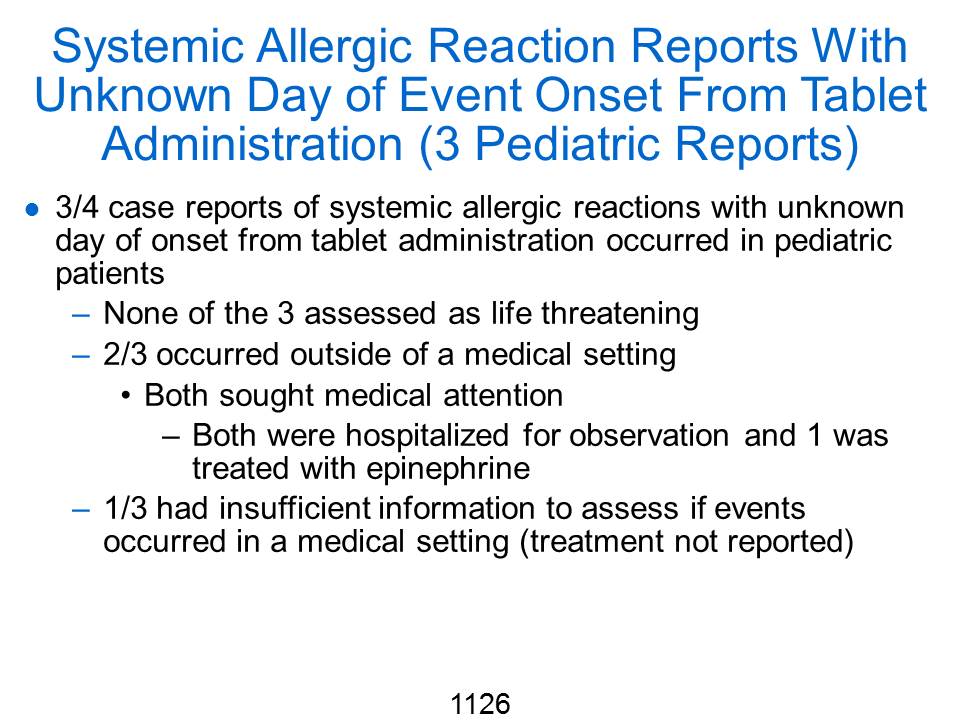 Systemic Allergic Reaction Reports With
Unknown Day of Event Onset From Tablet
Administration (3 Pediatric Reports)
● 3/4 case reports of systemic allergic reactions with unknown
day of onset from tablet administration occurred in pediatric
patients
– None of the 3 assessed as life threatening
– 2/3 occurred outside of a medical setting
• Both sought medical attention
– Both were hospitalized for observation and 1 was
treated with epinephrine
– 1/3 had insufficient information to assess if events
occurred in a medical setting (treatment not reported)
1126